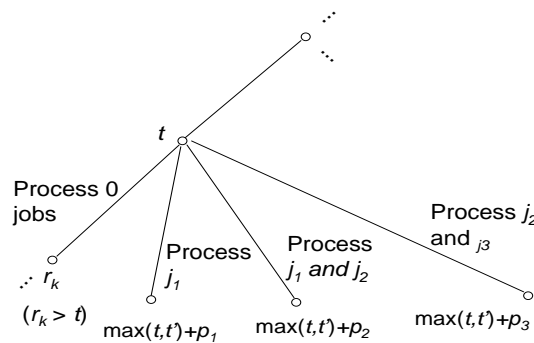 ...
...
t
Process 0
jobs
Process
j1
Process
j1 and j2
Process j2
and j3
... rk
(rk > t)
max(t,t')+p1
max(t,t')+p2
max(t,t')+p3